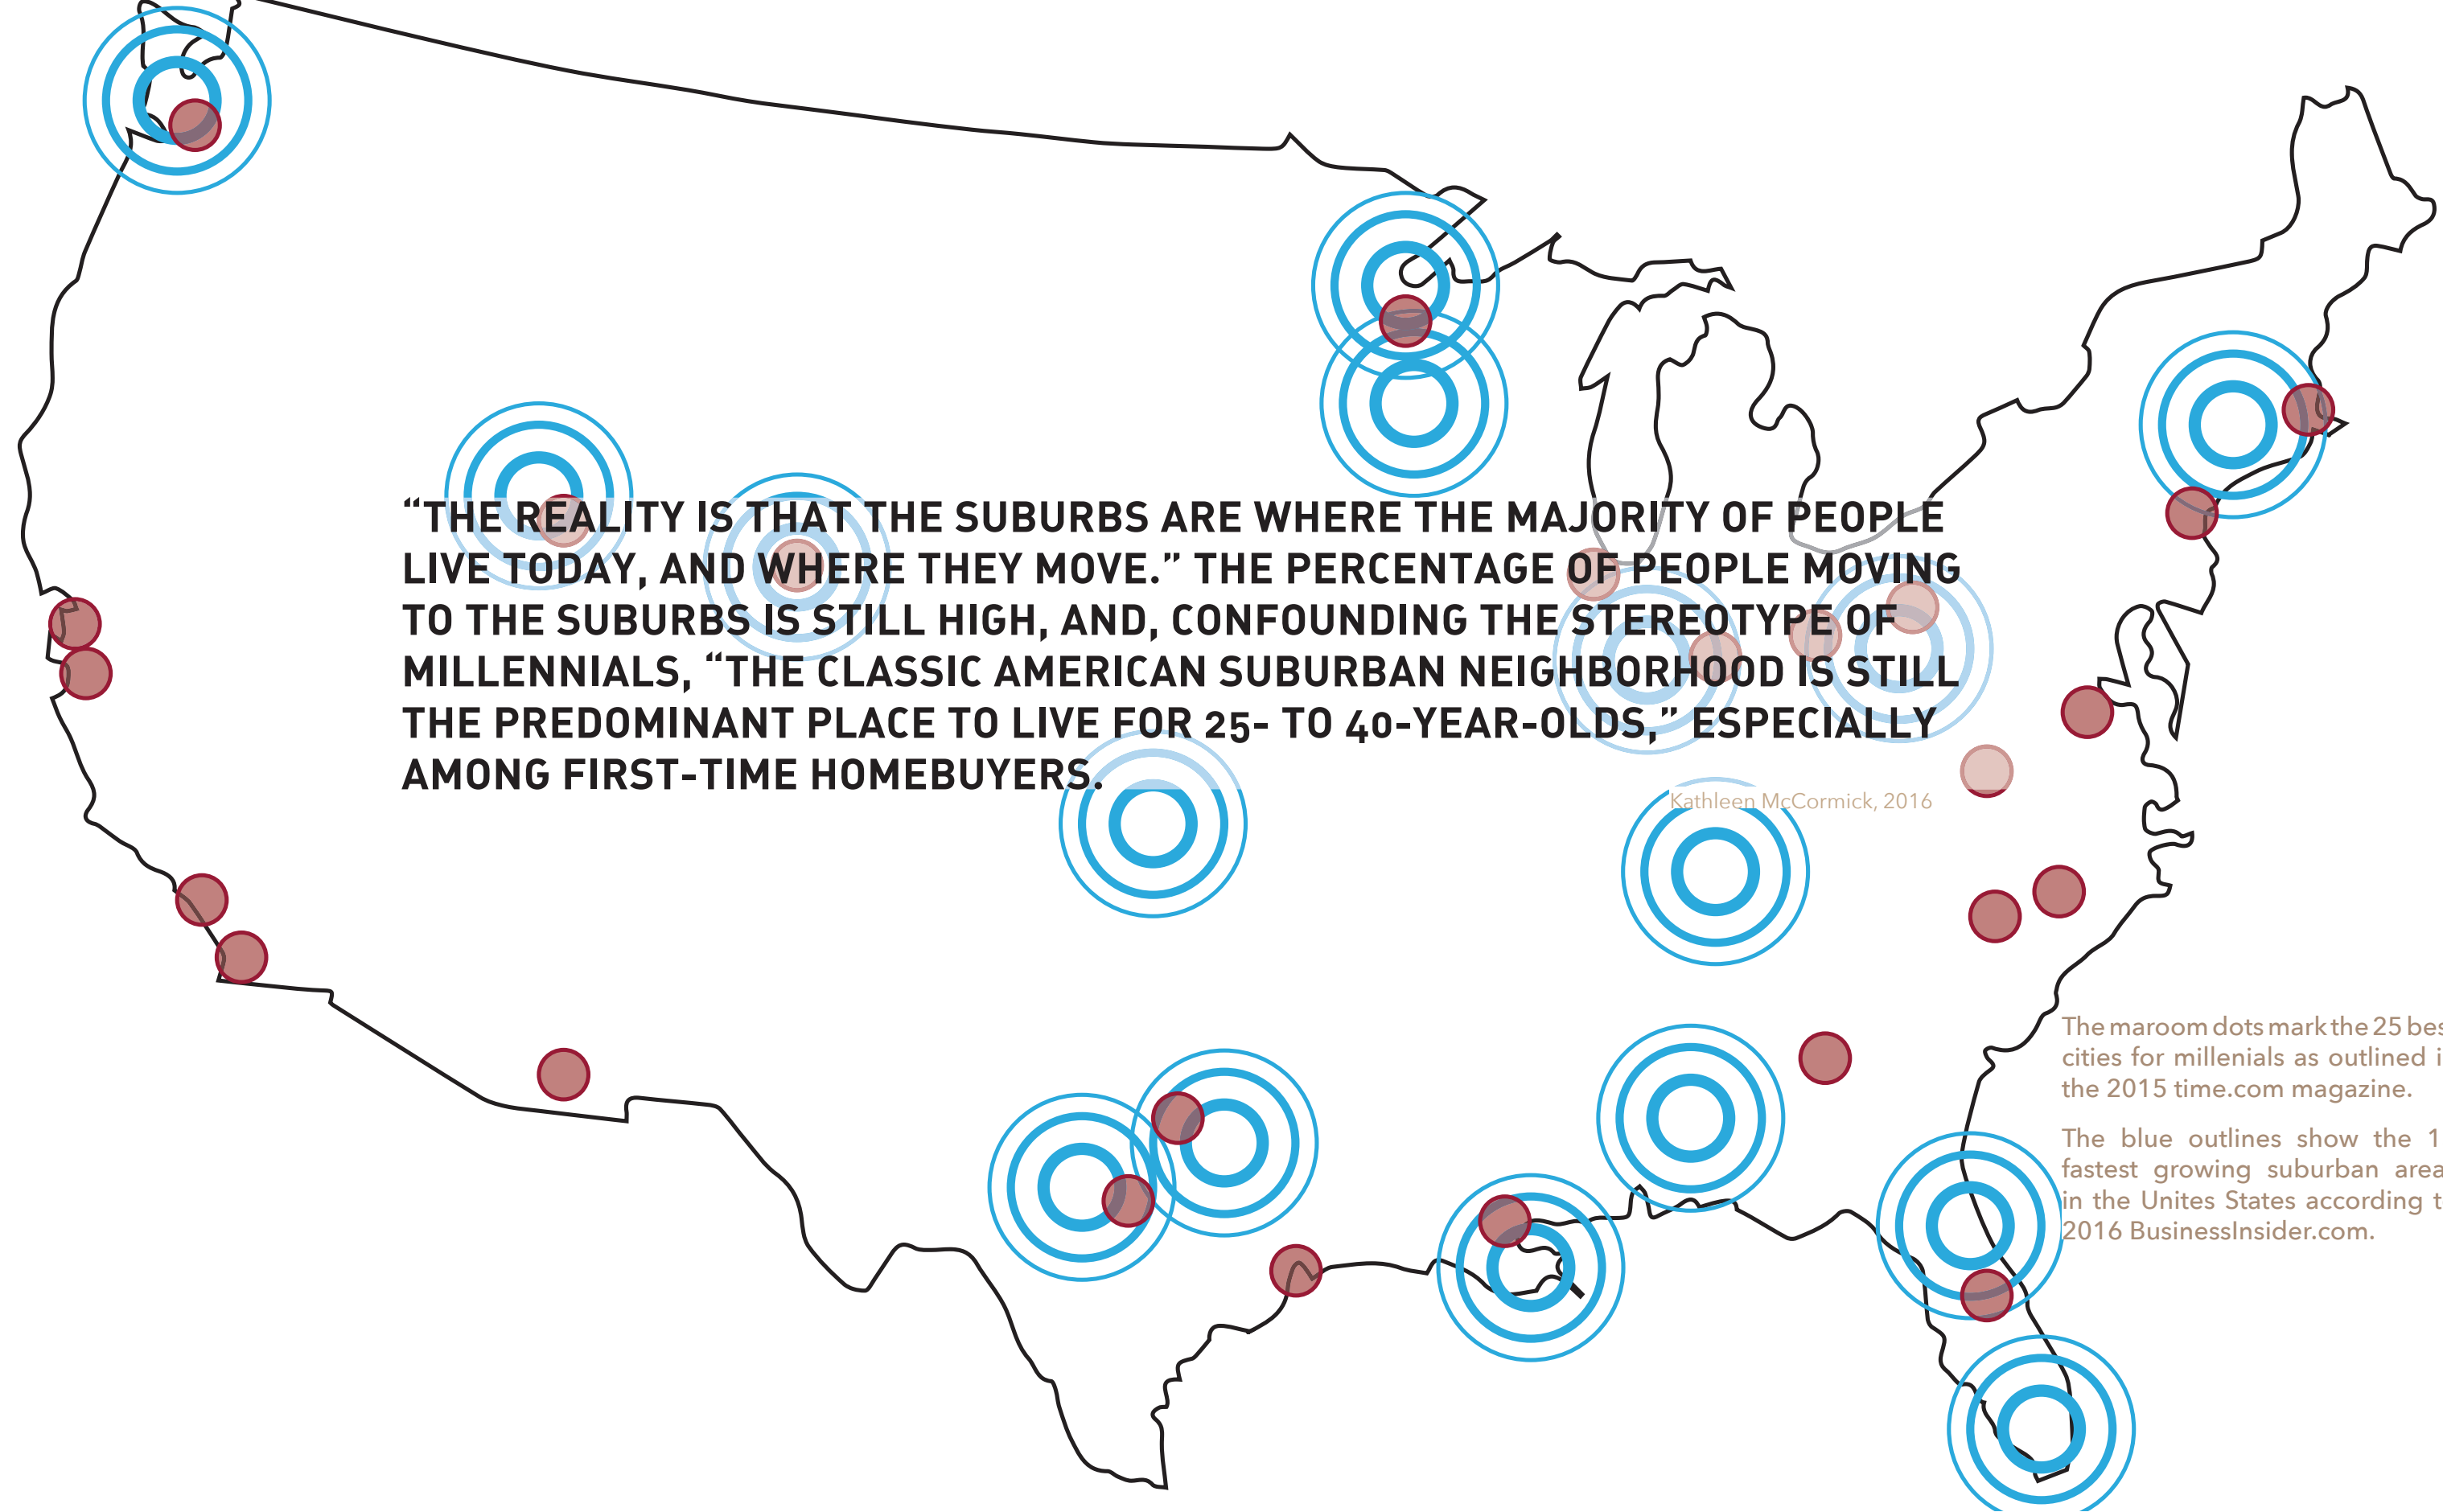 “THE REALITY IS THAT THE SUBURBS ARE WHERE THE MAJORITY OF PEOPLE
LIVE TODAY, AND WHERE THEY MOVE.” THE PERCENTAGE OF PEOPLE MOVING
TO THE SUBURBS IS STILL HIGH, AND, CONFOUNDING THE STEREOTYPE OF
MILLENNIALS, “THE CLASSIC AMERICAN SUBURBAN NEIGHBORHOOD IS STILL
THE PREDOMINANT PLACE TO LIVE FOR 25- TO 40-YEAR-OLDS,” ESPECIALLY
AMONG FIRST-TIME HOMEBUYERS.
Kathleen McCormick, 2016
The maroom dots mark the 25
cities for millenials as outlined
the 2015 time.com magazine.
The blue outlines show the
fastest growing suburban
in the Unites States according
2016 BusinessInsider.com.